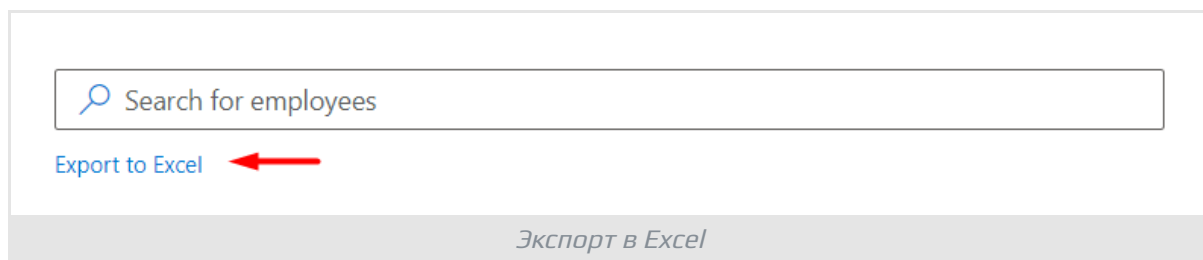 Search for employees
Export to Excel
Экспорт в Excel